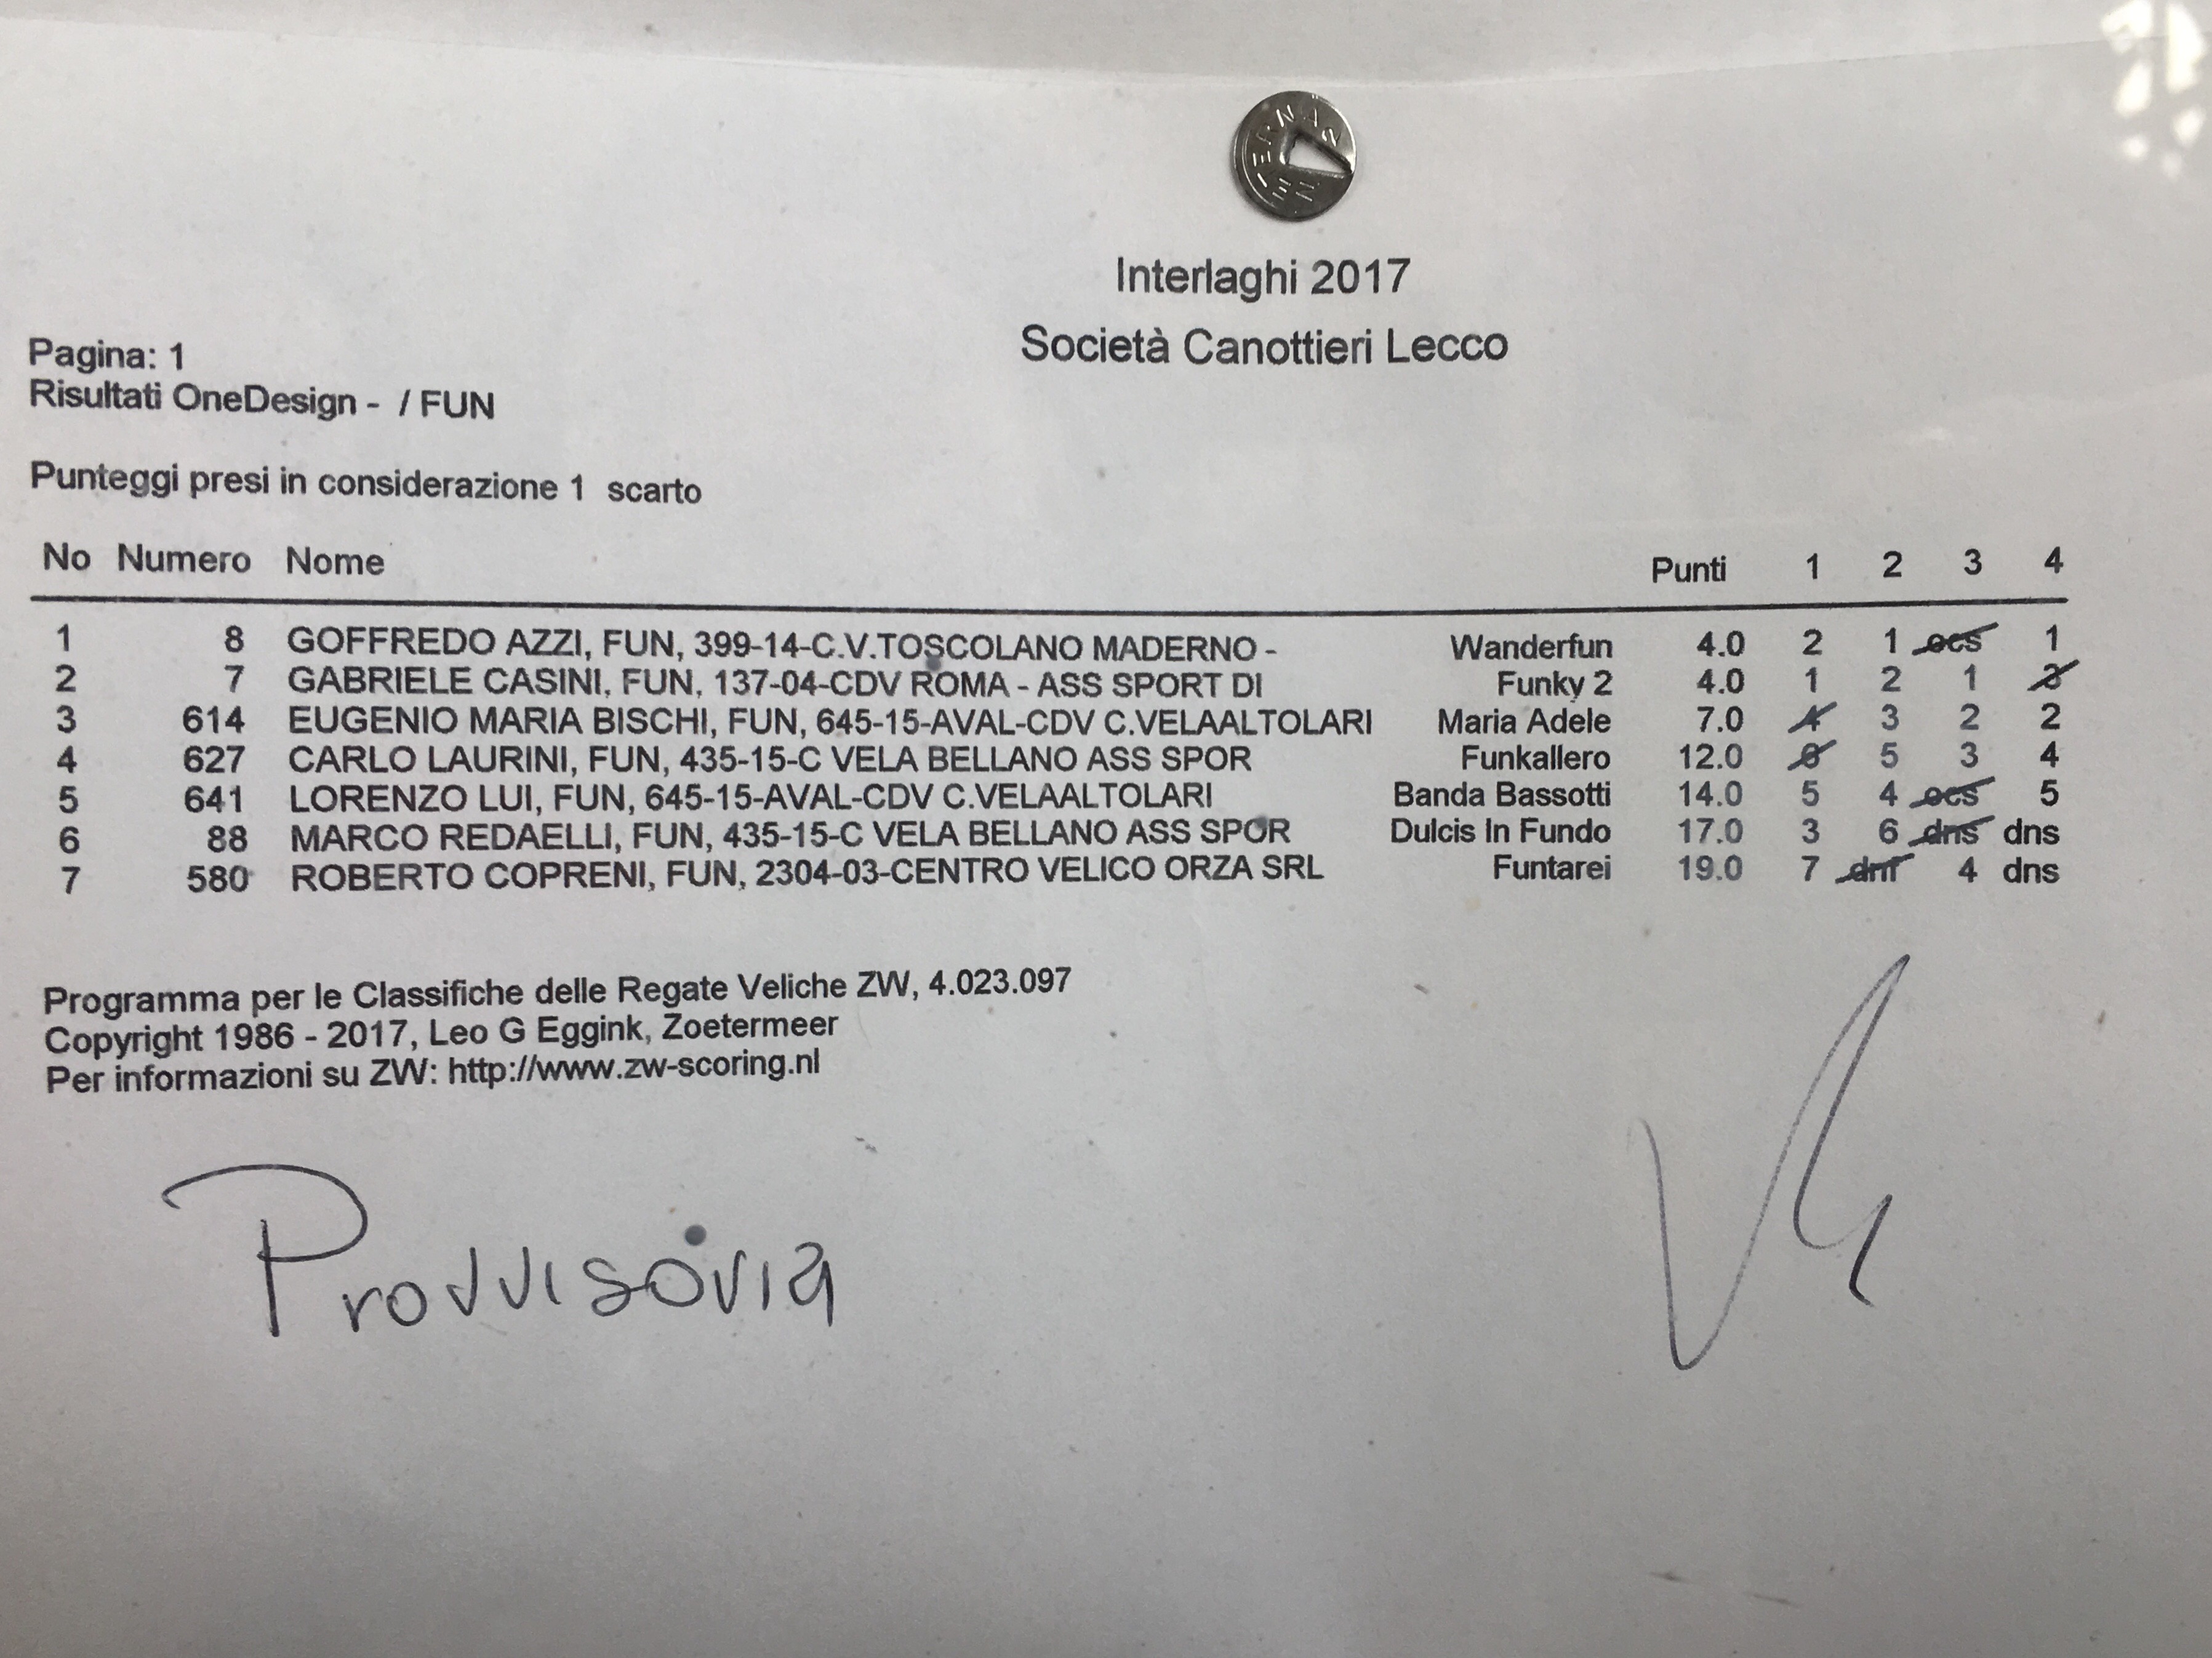 Interlaghi 2017
Società Canottieri Lecco
Pagina: 1
Risultati OneDesign - / FUN
Punteggi presi in considerazione 1 scarto
No Numero Nome Punti 1 2 3 4
1 8 GOFFREDO AZZI, FUN, 399-14-C.V.TOSCOLANO MADERNO - Wanderfun 4.0 2 1 ocs 1
2 7 GABRIELE CASINI, FUN, 137-04-CDV ROMA - ASS SPORT DI Funky 2 4.0 1 2 1 3
3 614 EUGENIO MARIA BISCHI, FUN, 645-15-AVAL-CDV C.VELAALTOLARI Maria Adele 7.0 4 3 2 2
4 627 CARLO LAURINI, FUN, 435-15-C VELA BELLANO ASS SPOR Funkallero 12.0 6 5 3 4
5 641 LORENZO LUI, FUN, 645-15-AVAL-CDV C.VELAALTOLARI Banda Bassotti 14.0 5 4 ocs 5
6 88 MARCO REDAELLI, FUN, 435-15-C VELA BELLANO ASS SPOR Dulcis In Fundo 17.0 3 6 dns dns
7 580 ROBERTO COPRENI, FUN, 2304-03-CENTRO VELICO ORZA SRL Funtarei 19.0 7 dnf 4 dns
Programma per le Classifiche delle Regate Veliche ZW, 4.023.097
Copyright 1986 - 2017, Leo G Eggink, Zoetermeer
Per informazioni su ZW: http://www.zw-scoring.nl
Provvisoria